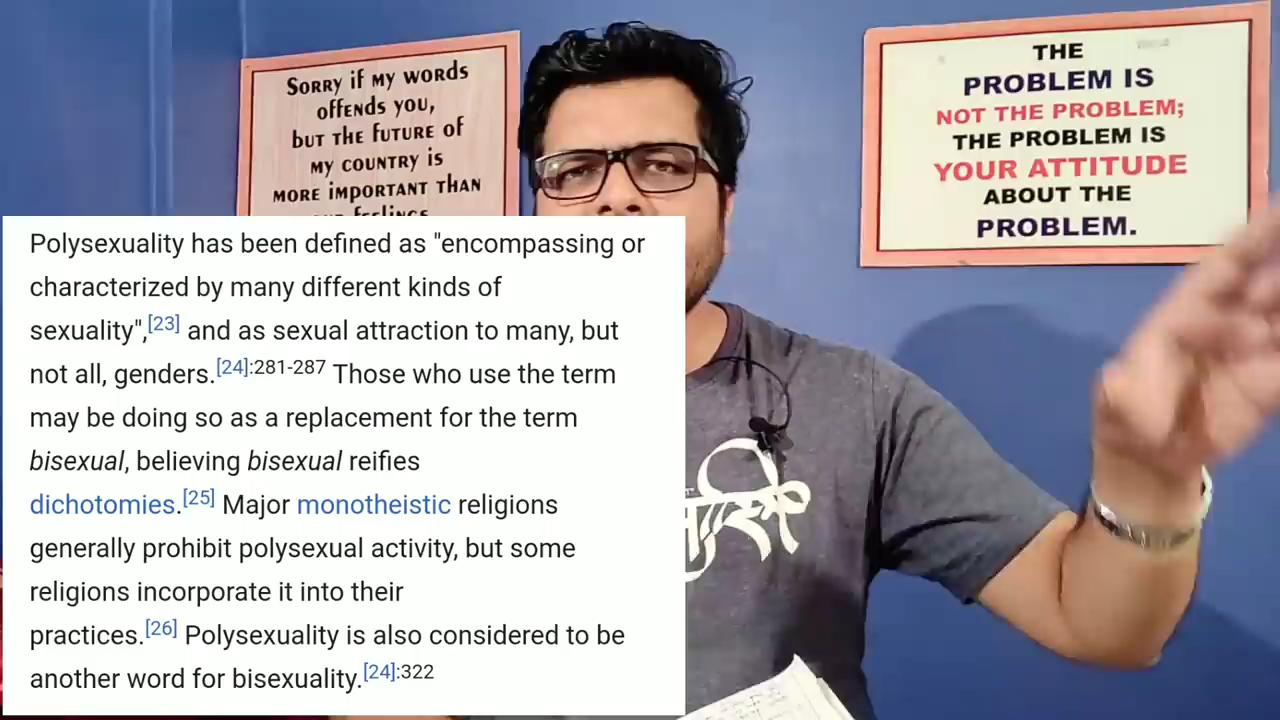 SORRY if MY WORDS
OffENdS YOU,
bUT THE fUTURE Of
MY COUNTRY iS
MORE iMPORTANT THAN
fEELiNGS
THE
PROBLEM IS
NOT THE PROBLEM;
THE PROBLEM IS
YOUR ATTITUDE
ABOUT THE
PROBLEM.
Polysexuality has been defined as "encompassing or
characterized by many different kinds of
sexuality",[23] and as sexual attraction to many, but
not all, genders.[24]:281-287 Those who use the term
may be doing so as a replacement for the term
bisexual, believing bisexual reifies
dichotomies.[25] Major monotheistic religions
generally prohibit polysexual activity, but some
religions incorporate it into their
practices.[26] Polysexuality is also considered to be
another word for bisexuality.[24]:322